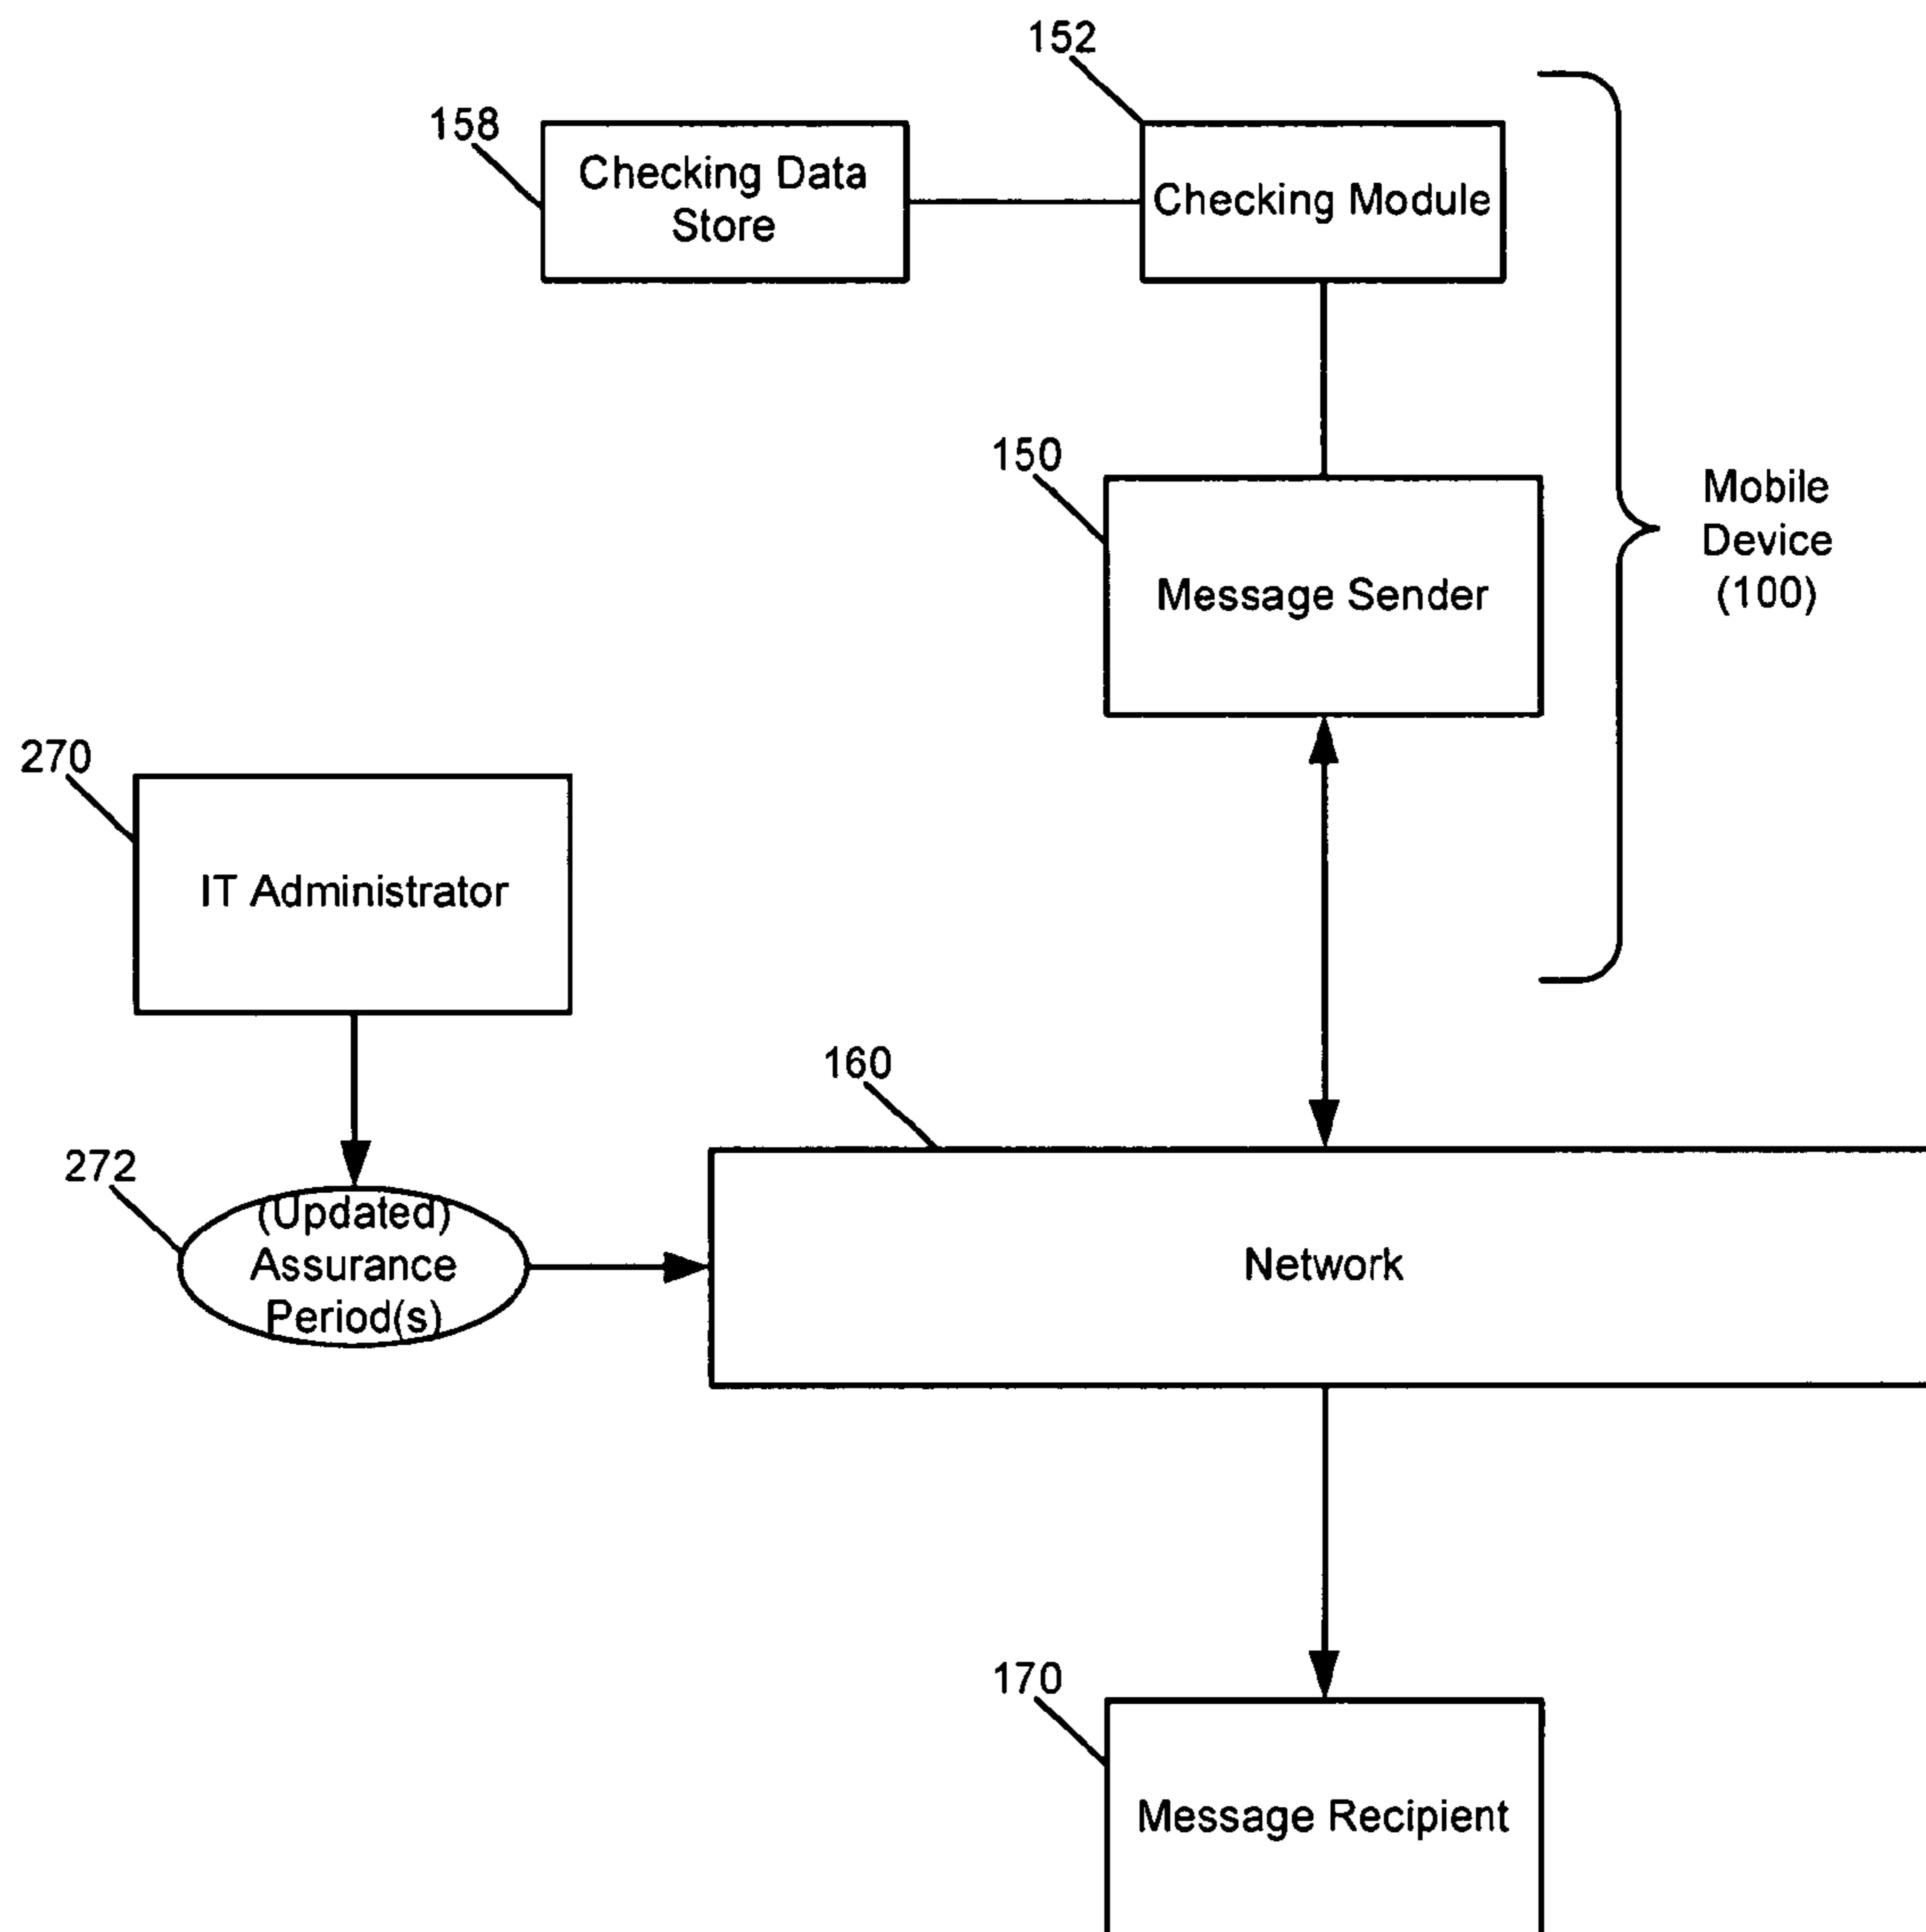 152
158
Checking Data
Store
Checking Module
150
Message Sender
Mobile
Device
(100)
270
IT Administrator
160
272
(Updated)
Assurance
Period(s)
Network
170
Message Recipient